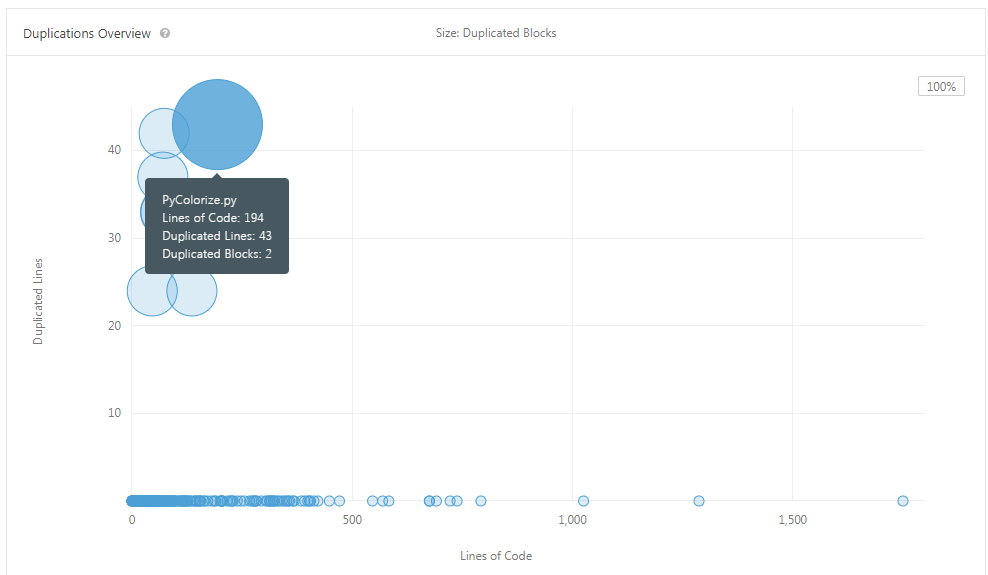 Duplications Overview ?
Size: Duplicated Blocks
100%
40
30
20
10
PyColorize.py
Lines of Code: 194
Duplicated Lines: 43
Duplicated Blocks: 2
Duplicated Lines
0
500
1,000
1,500
Lines of Code